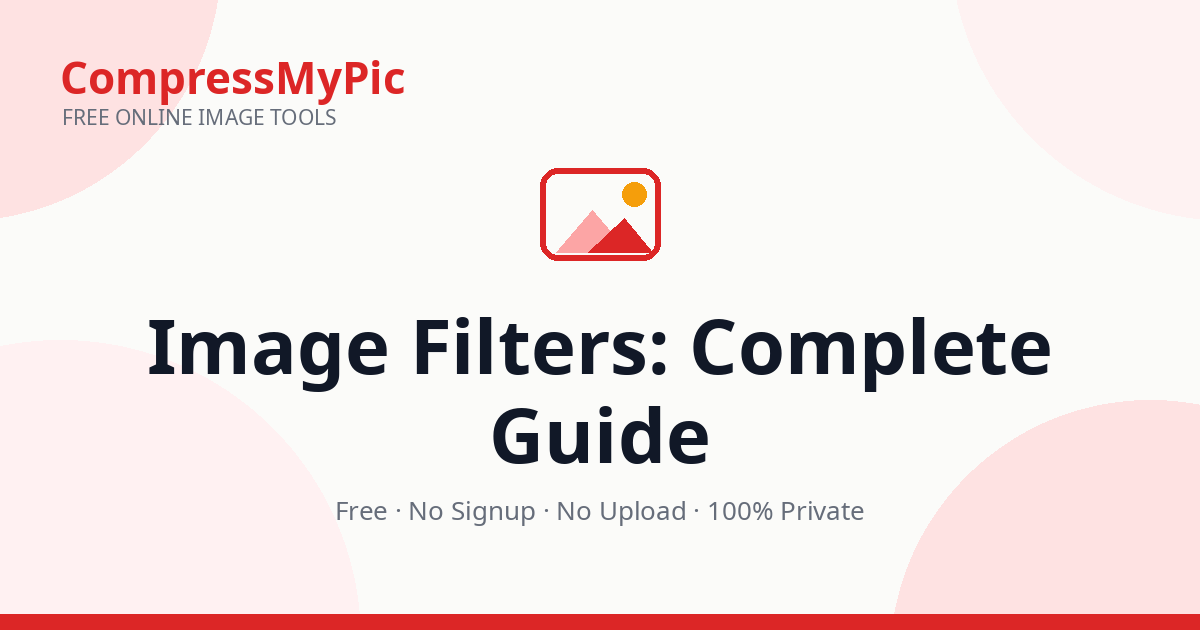 CompressMyPic
FREE ONLINE IMAGE TOOLS
Image Filters: Complete
Guide
Free · No Signup · No Upload · 100% Private